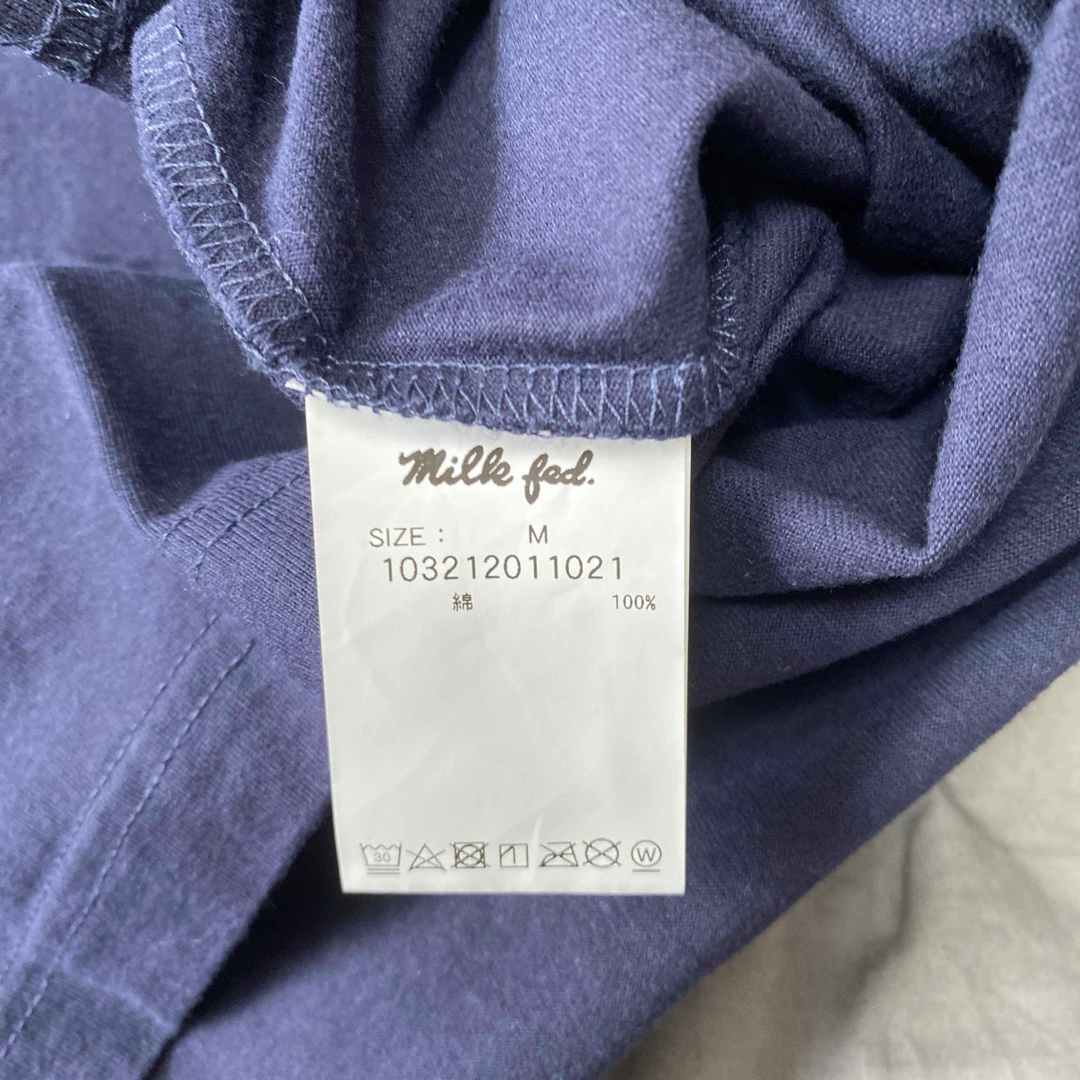 Milk fed.
SIZE : M
103212011021
綿 100%
30 1 W